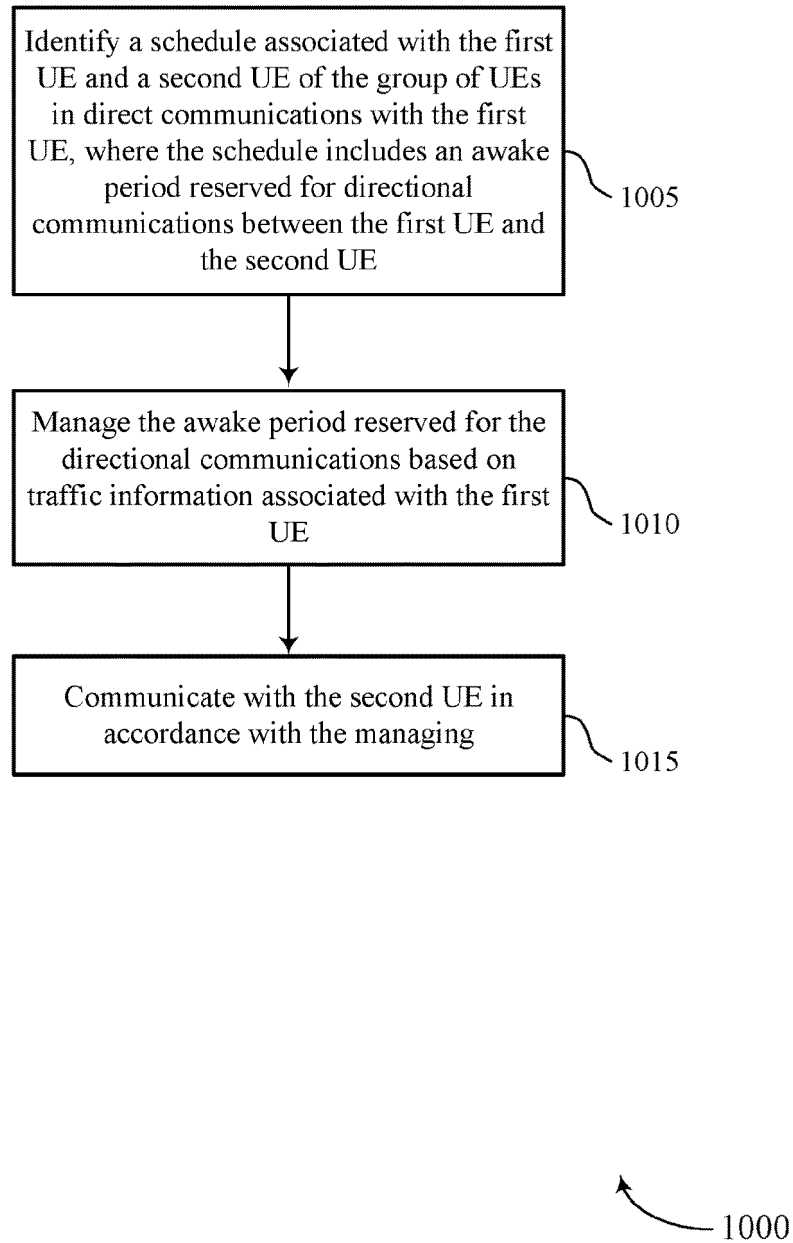 Identify a schedule associated with the first
UE and a second UE of the group of UEs
in direct communications with the first
UE, where the schedule includes an awake
period reserved for directional
communications between the first UE and
the second UE
1005
Manage the awake period reserved for the
directional communications based on
traffic information associated with the first
UE
1010
Communicate with the second UE in
accordance with the managing
1015
1000